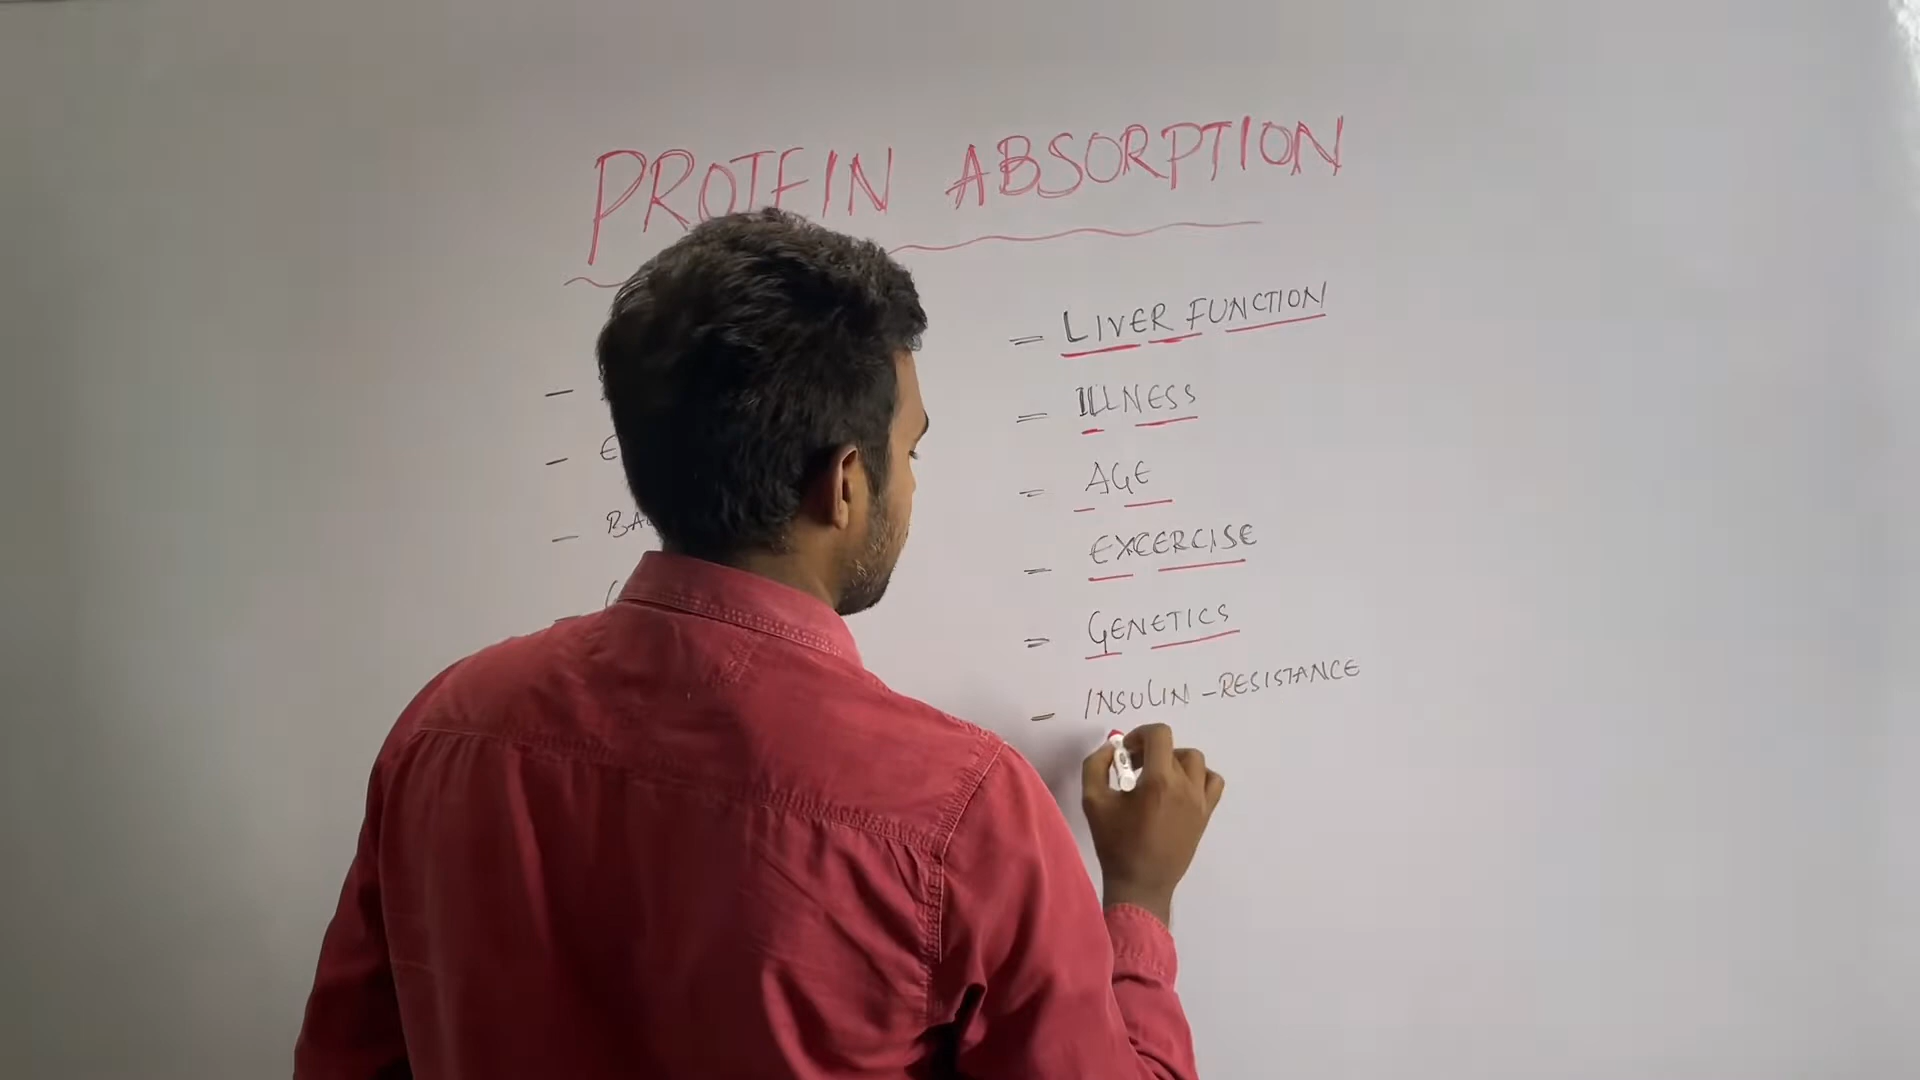 PROTEIN ABSORPTION
= LIVER FUNCTION
= ILLNESS
= AGE
= EXCERCISE
= GENETICS
- INSULIN-RESISTANCE